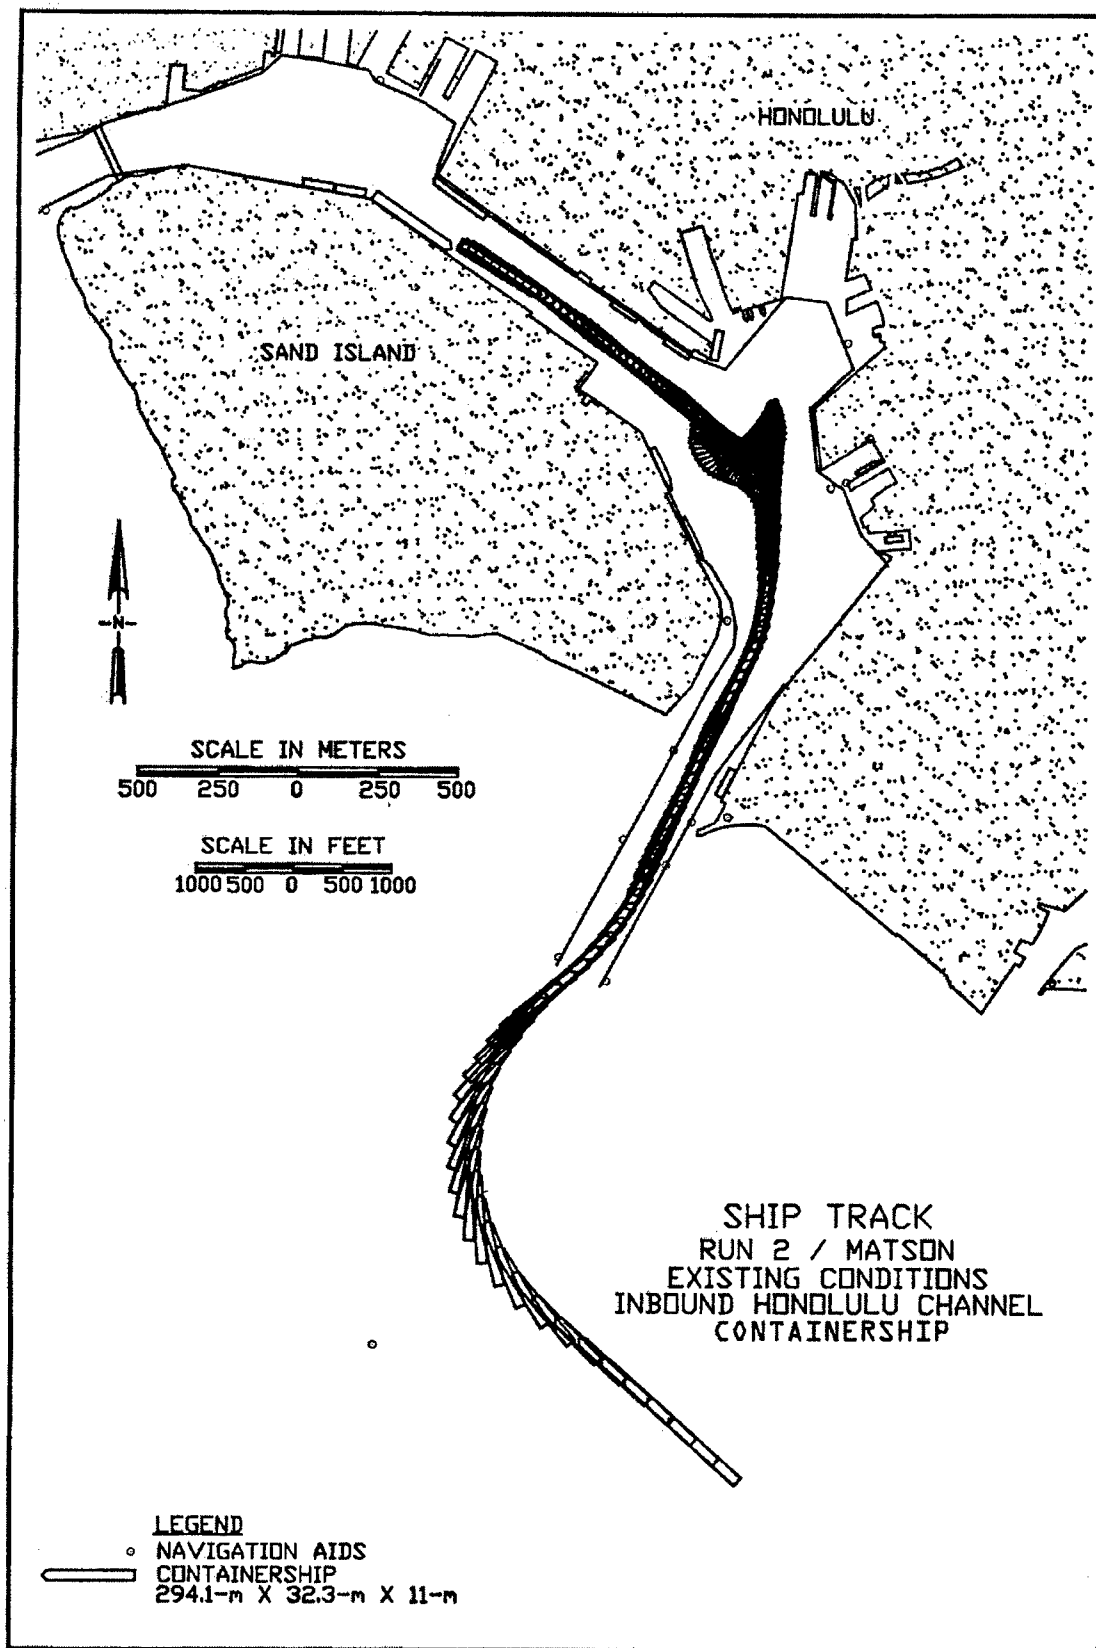 HONOLULU
SAND ISLAND
-N-
SCALE IN METERS
500 250 0 250 500
SCALE IN FEET
1000 500 0 500 1000
SHIP TRACK
RUN 2 / MATSON
EXISTING CONDITIONS
INBOUND HONOLULU CHANNEL
CONTAINERSHIP
LEGEND
NAVIGATION AIDS
CONTAINERSHIP
294.1-m X 32.3-m X 11-m